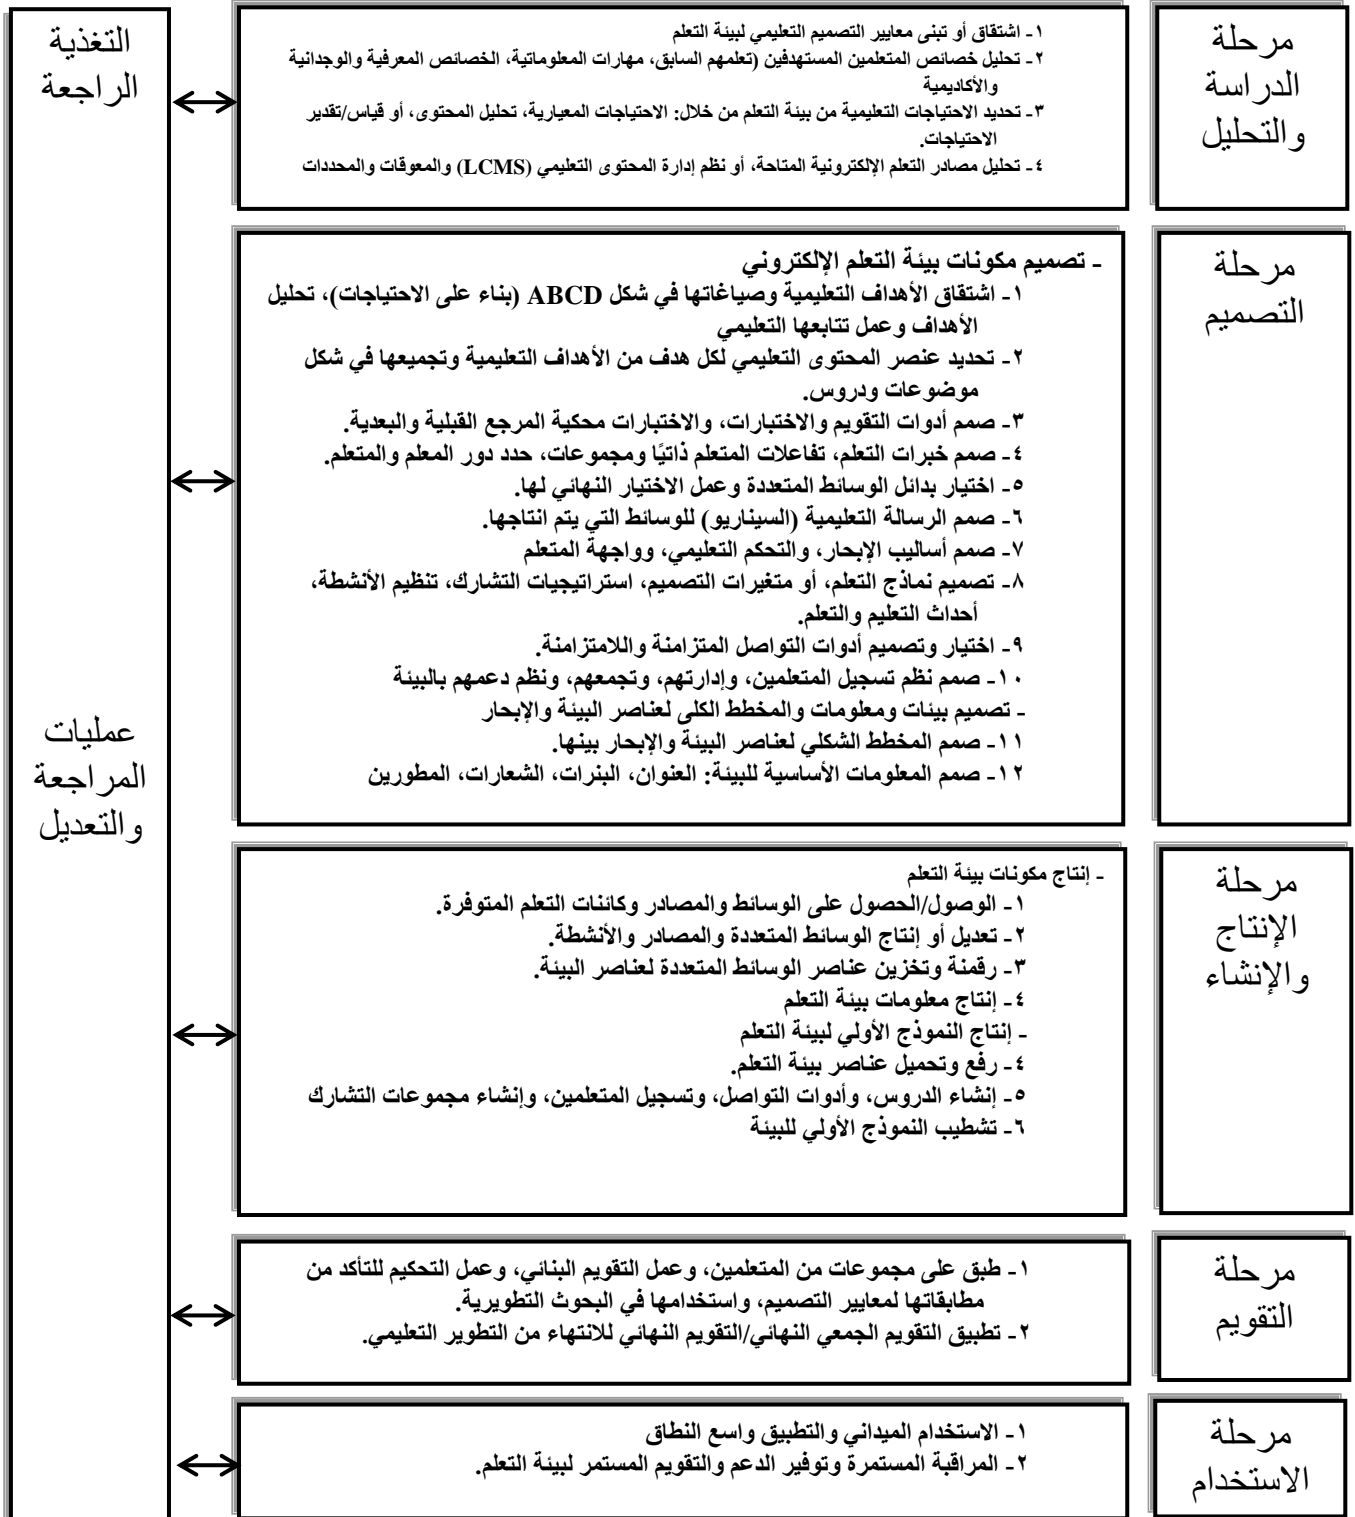 مرحلة
الدراسة
والتحليل
١- اشتقاق أو تبنى معايير التصميم التعليمي لبيئة التعلم
٢- تحليل خصائص المتعلمين المستهدفين (تعلمهم السابق، مهارات المعلوماتية، الخصائص المعرفية والوجدانية
والأكاديمية
٣- تحديد الاحتياجات التعليمية من بيئة التعلم من خلال: الاحتياجات المعيارية، تحليل المحتوى، أو قياس/تقدير
الاحتياجات.
٤- تحليل مصادر التعلم الإلكترونية المتاحة، أو نظم إدارة المحتوى التعليمي (LCMS) والمعوقات والمحددات
مرحلة
التصميم
- تصميم مكونات بيئة التعلم الإلكتروني
١- اشتقاق الأهداف التعليمية وصياغاتها في شكل ABCD (بناء على الاحتياجات)، تحليل
الأهداف وعمل تتابعها التعليمي
٢- تحديد عنصر المحتوى التعليمي لكل هدف من الأهداف التعليمية وتجميعها في شكل
موضوعات ودروس.
٣- صمم أدوات التقويم والاختبارات، والاختبارات محكية المرجع القبلية والبعدية.
٤- صمم خبرات التعلم، تفاعلات المتعلم ذاتيًا ومجموعات، حدد دور المعلم والمتعلم.
٥- اختيار بدائل الوسائط المتعددة وعمل الاختيار النهائي لها.
٦- صمم الرسالة التعليمية (السيناريو) للوسائط التي يتم انتاجها.
٧- صمم أساليب الإبحار، والتحكم التعليمي، وواجهة المتعلم
٨- تصميم نماذج التعلم، أو متغيرات التصميم، استراتيجيات التشارك، تنظيم الأنشطة،
أحداث التعليم والتعلم.
٩- اختيار وتصميم أدوات التواصل المتزامنة واللامتزامنة.
١٠- صمم نظم تسجيل المتعلمين، وإدارتهم، وتجمعهم، ونظم دعمهم بالبيئة
- تصميم بيئات ومعلومات والمخطط الكلى لعناصر البيئة والإبحار
١١- صمم المخطط الشكلي لعناصر البيئة والإبحار بينها.
١٢- صمم المعلومات الأساسية للبيئة: العنوان، البنرات، الشعارات، المطورين
مرحلة
الإنتاج
والإنشاء
- إنتاج مكونات بيئة التعلم
١- الوصول/الحصول على الوسائط والمصادر وكائنات التعلم المتوفرة.
٢- تعديل أو إنتاج الوسائط المتعددة والمصادر والأنشطة.
٣- رقمنة وتخزين عناصر الوسائط المتعددة لعناصر البيئة.
٤- إنتاج معلومات بيئة التعلم
- إنتاج النموذج الأولي لبيئة التعلم
٤- رفع وتحميل عناصر بيئة التعلم.
٥- إنشاء الدروس، وأدوات التواصل، وتسجيل المتعلمين، وإنشاء مجموعات التشارك
٦- تشطيب النموذج الأولي للبيئة
مرحلة
التقويم
١- طبق على مجموعات من المتعلمين، وعمل التقويم البنائي، وعمل التحكيم للتأكد من
مطابقاتها لمعايير التصميم، واستخدامها في البحوث التطويرية.
٢- تطبيق التقويم الجمعي النهائي/التقويم النهائي للانتهاء من التطوير التعليمي.
مرحلة
الاستخدام
١- الاستخدام الميداني والتطبيق واسع النطاق
٢- المراقبة المستمرة وتوفير الدعم والتقويم المستمر لبيئة التعلم.
التغذية
الراجعة
عمليات
المراجعة
والتعديل